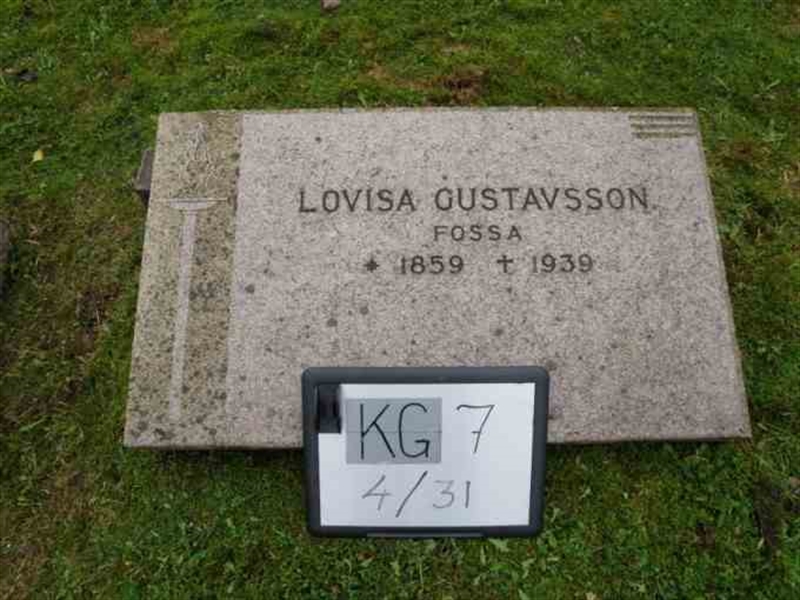 LOVISA GUSTAVSSON.
FOSSA
* 1859 † 1939
KG 7
4/31